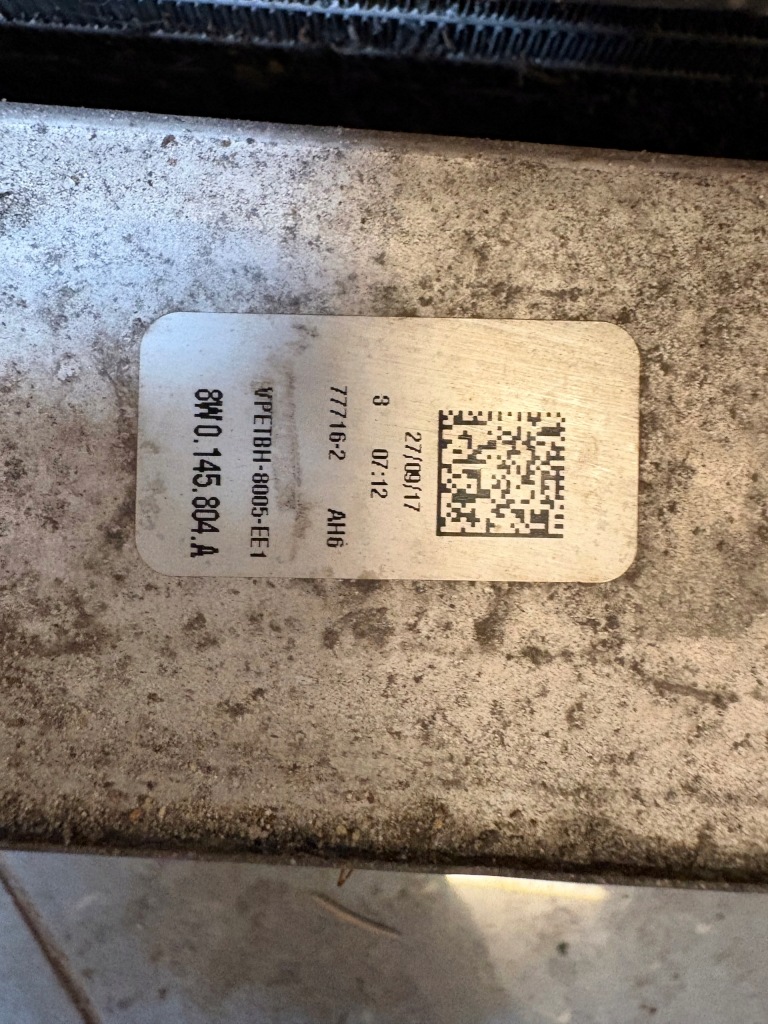 27/09/17
3 07:12
77716-2 AH6
VPETBH-8005-EE1
8W0.145.804.A